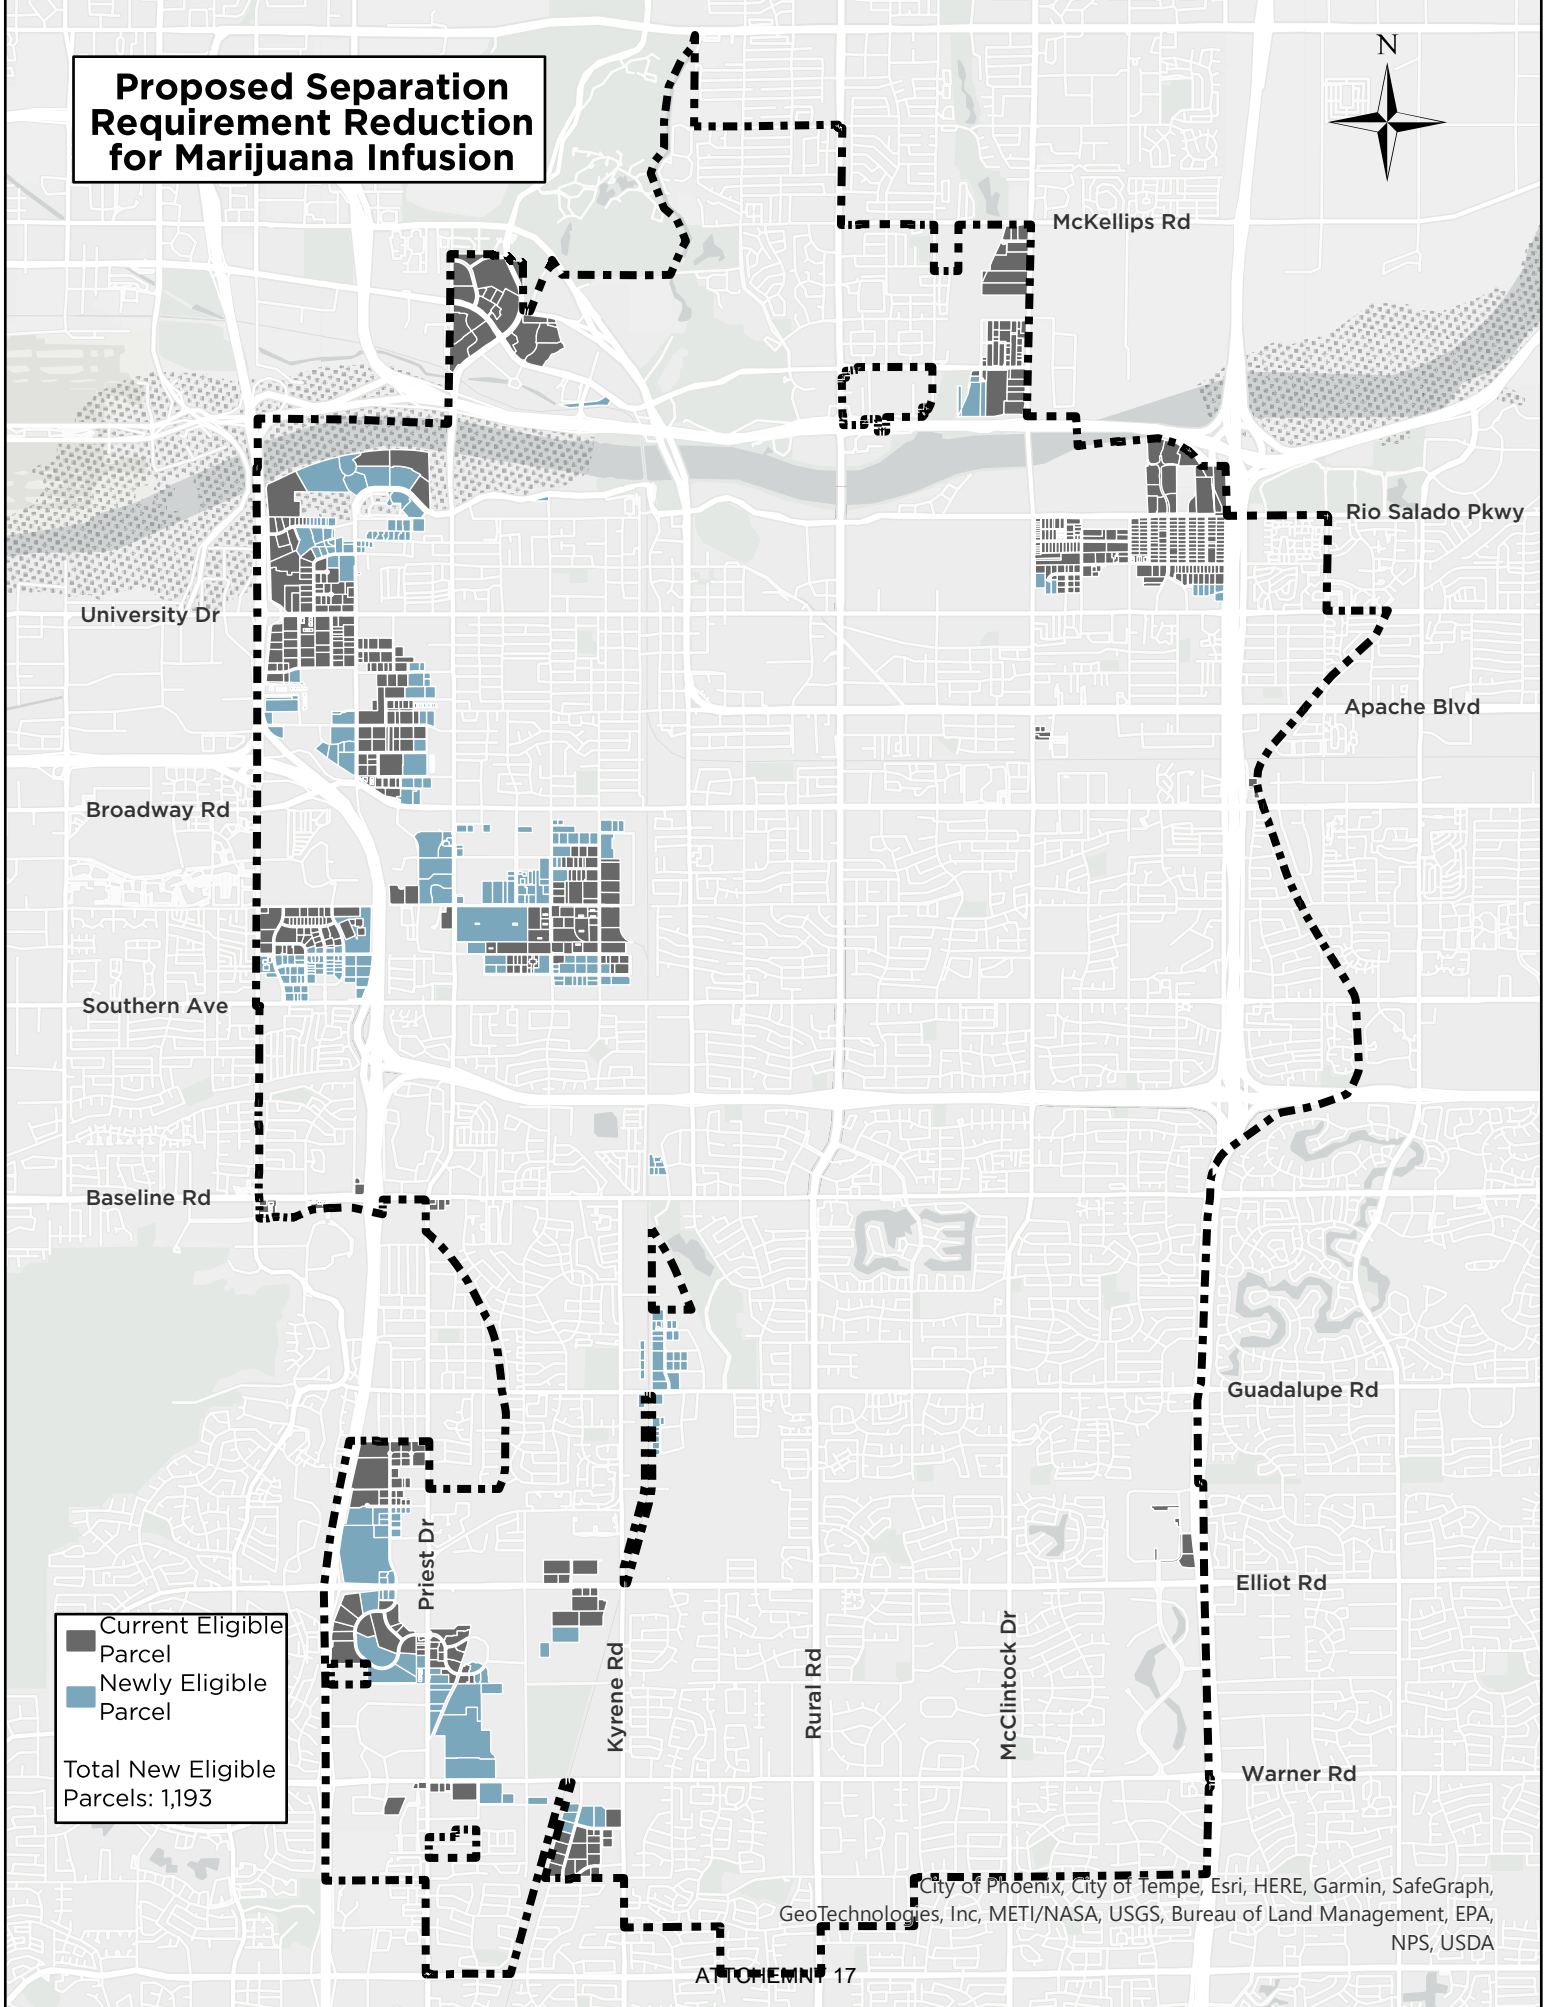 Proposed Separation
Requirement Reduction
for Marijuana Infusion
N
McKellips Rd
Rio Salado Pkwy
University Dr
Apache Blvd
Broadway Rd
Southern Ave
Baseline Rd
Guadalupe Rd
Priest Dr
Elliot Rd
Kyrene Rd
Rural Rd
McClintock Dr
Warner Rd
Current Eligible
Parcel
Newly Eligible
Parcel
Total New Eligible
Parcels: 1,193
City of Phoenix, City of Tempe, Esri, HERE, Garmin, SafeGraph,
GeoTechnologies, Inc, METI/NASA, USGS, Bureau of Land Management, EPA,
NPS, USDA
ATTCHEMNT 17